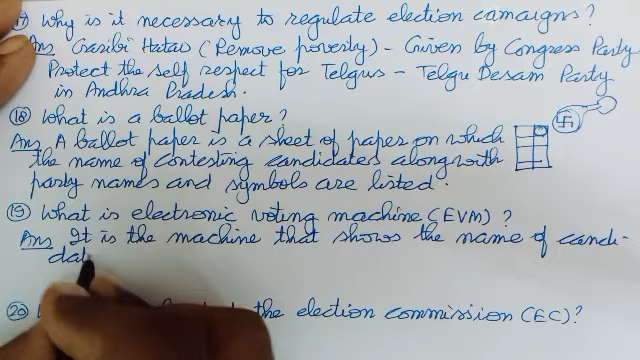 17) Why is it necessary to regulate election camaigns?
Ans Garibi Hatao (Remove poverty) - Given by Congress Party
Protect the self respect for Telgus - Telgu Desam Party
in Andhra Pradesh.
18 What is a ballot paper?
Ans A ballot paper is a sheet of paper on which
the name of contesting candidates along with
party names and symbols are listed.
19 What is electronic voting machine (EVM)?
Ans It is the machine that shows the name of candi-
dat
20 the election commission (EC)?